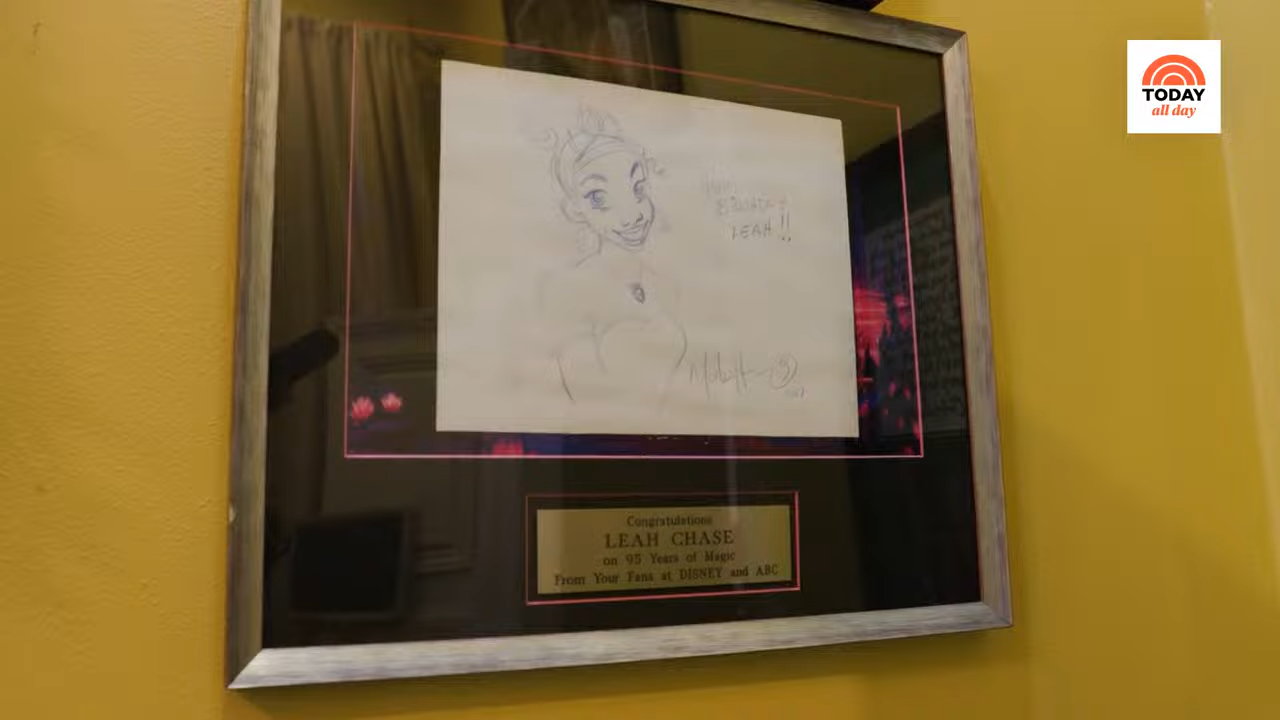 TODAY
all day
BIRTHDAY
LEAH !!
Congratulations
LEAH CHASE
on 95 Years of Magic
From Your Fans at DISNEY and ABC